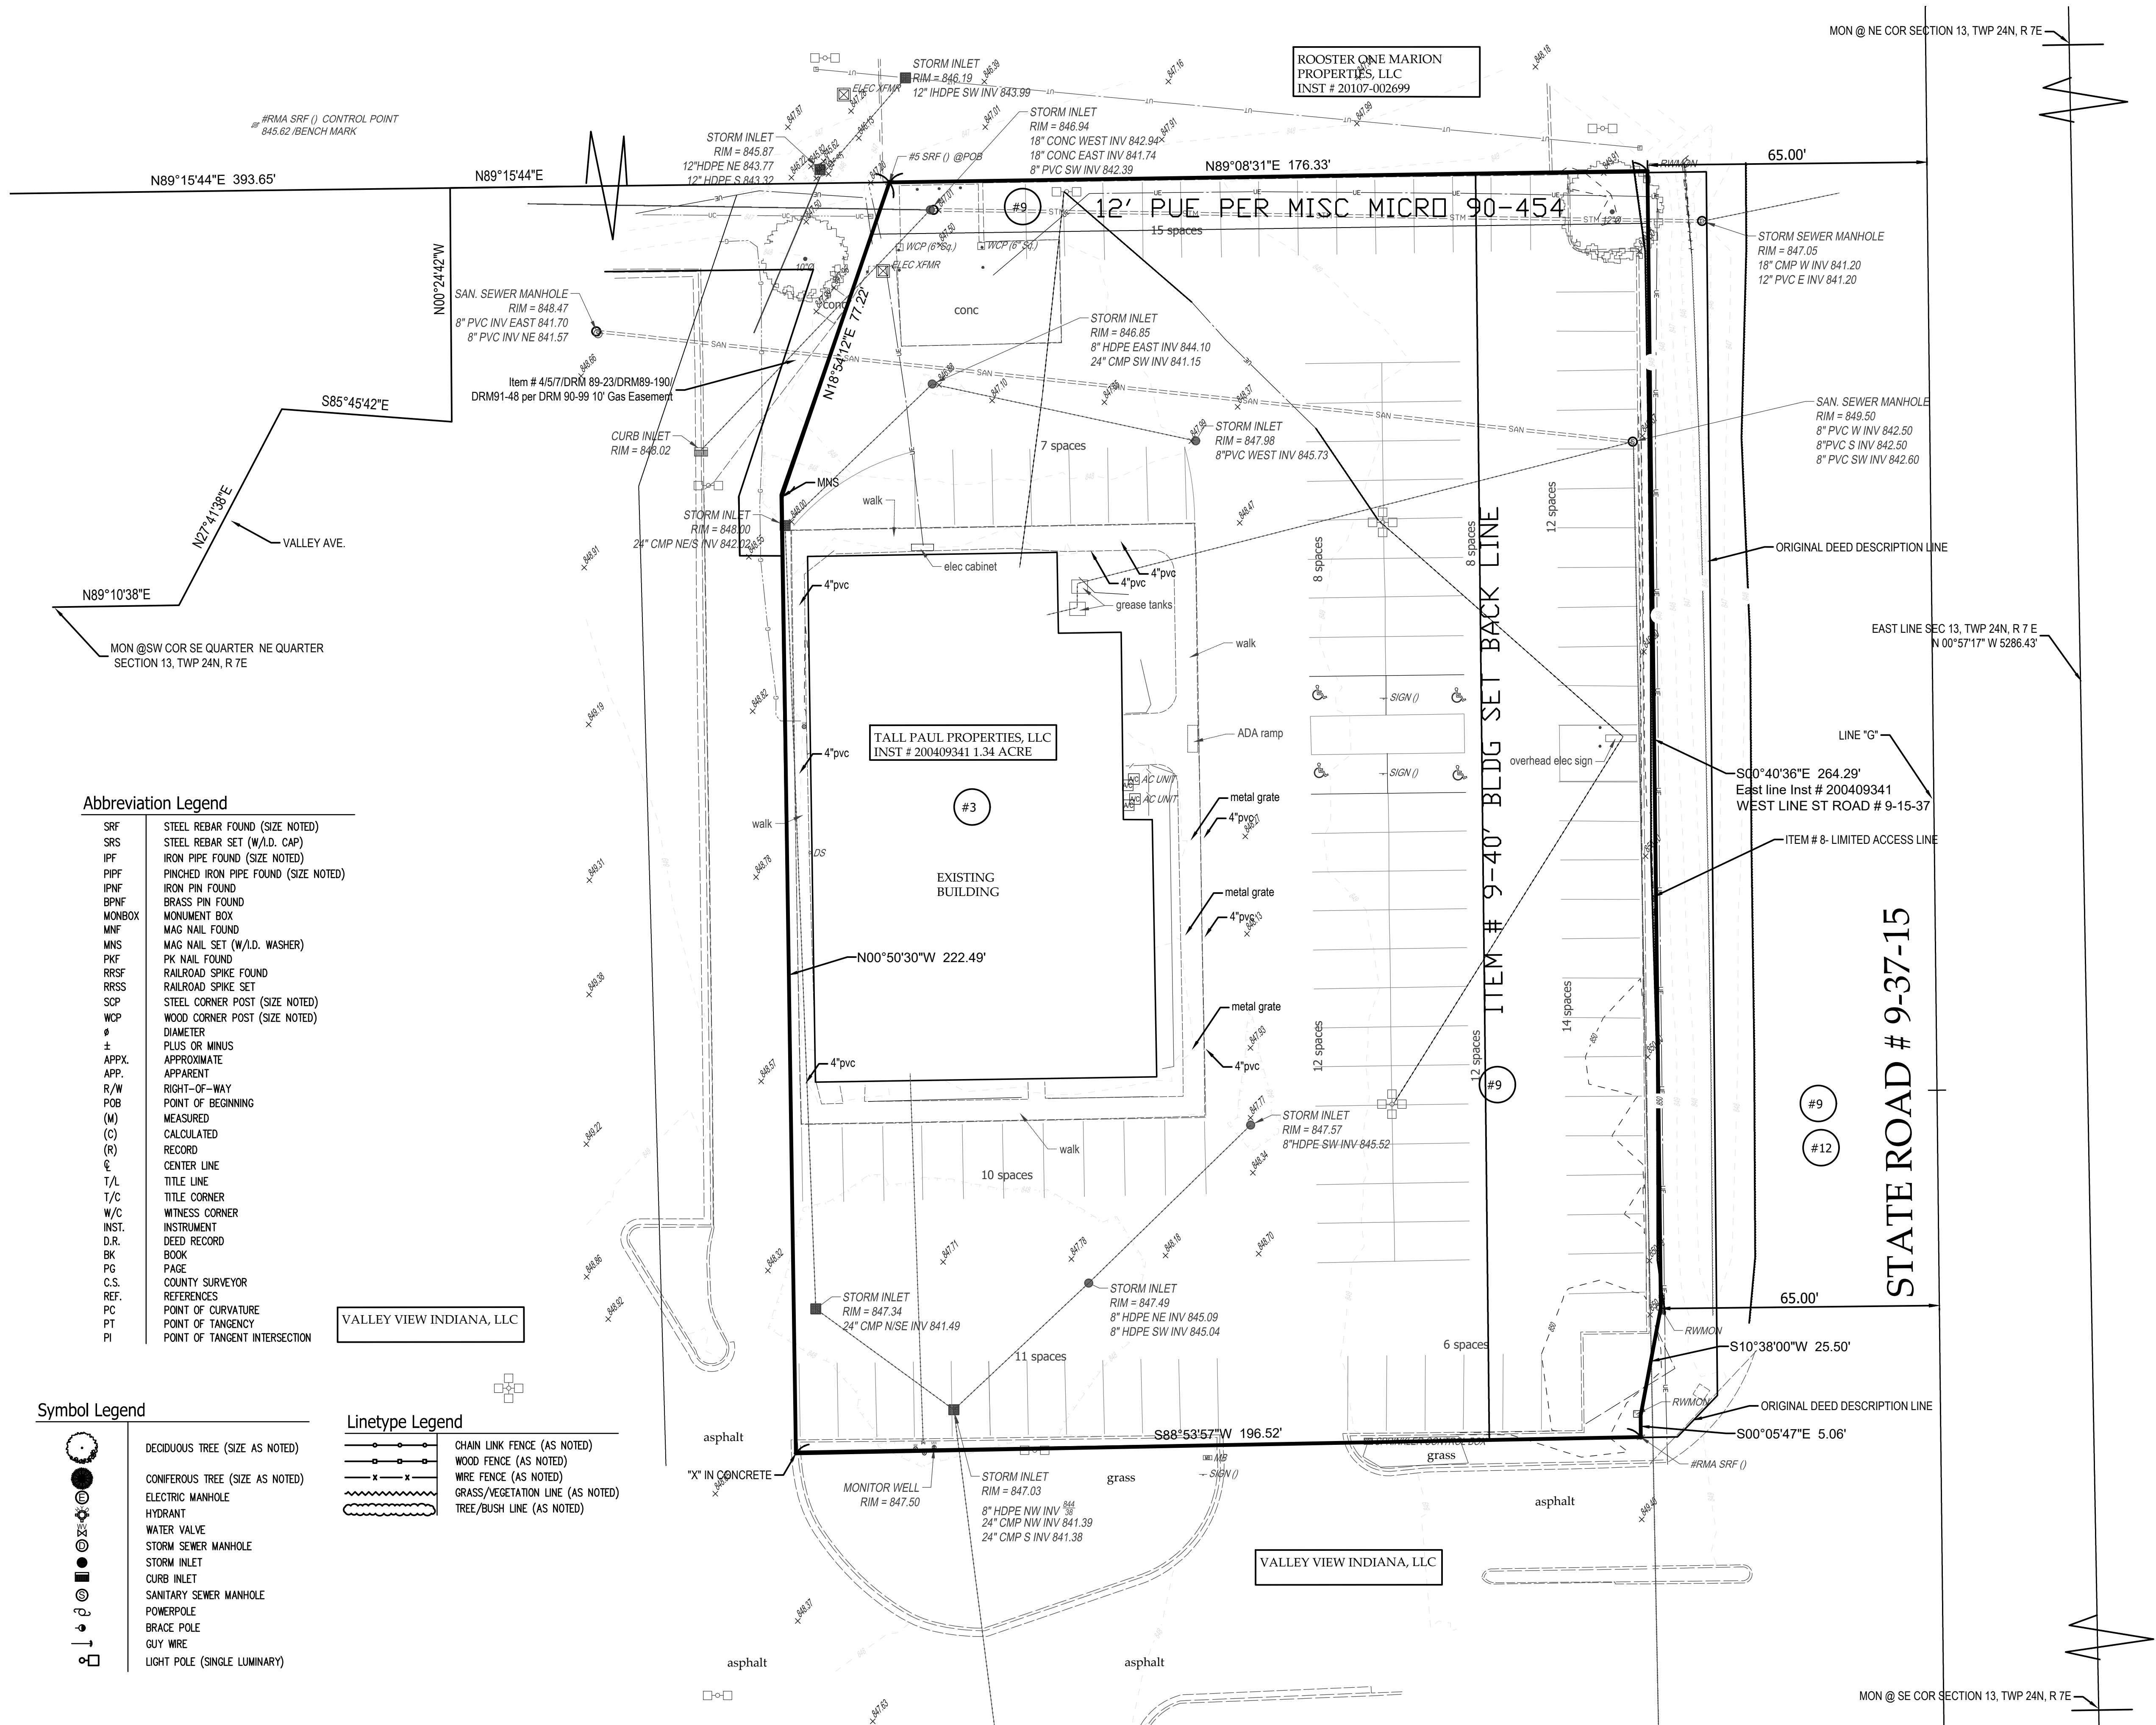 MON @ NE COR SECTION 13, TWP 24N, R 7E
ROOSTER ONE MARION
PROPERTIES, LLC
INST # 20107-002699
STORM INLET
RIM = 846.19
12" IHDPE SW INV 843.99
ELEC XFMR
#RMA SRF () CONTROL POINT
845.62 /BENCH MARK
STORM INLET
RIM = 845.87
12"HDPE NE 843.77
12" HDPE S 843.32
STORM INLET
RIM = 846.94
18" CONC WEST INV 842.94
18" CONC EAST INV 841.74
8" PVC SW INV 842.39
#5 SRF () @POB
N89°15'44"E 393.65'
N89°15'44"E
N89°08'31"E 176.33'
RWMON
65.00'
#9
12' PUE PER MISC MICRO 90-454
15 spaces
WCP (6" Sq.)
WCP (6" Sq.)
ELEC XFMR
STORM SEWER MANHOLE
RIM = 847.05
18" CMP W INV 841.20
12" PVC E INV 841.20
N00°24'42"W
SAN. SEWER MANHOLE
RIM = 848.47
8" PVC INV EAST 841.70
8" PVC INV NE 841.57
conc
conc
N18°54'12"E 77.22'
STORM INLET
RIM = 846.85
8" HDPE EAST INV 844.10
24" CMP SW INV 841.15
Item # 4/5/7/DRM 89-23/DRM89-190/
DRM91-48 per DRM 90-99 10' Gas Easement
S85°45'42"E
SAN. SEWER MANHOLE
RIM = 849.50
8" PVC W INV 842.50
8"PVC S INV 842.50
8" PVC SW INV 842.60
CURB INLET
RIM = 848.02
STORM INLET
RIM = 847.98
8"PVC WEST INV 845.73
7 spaces
MNS
walk
STORM INLET
RIM = 848.00
24" CMP NE/S INV 842.02
N27°41'38"E
VALLEY AVE.
12 spaces
8 spaces
8 spaces
ORIGINAL DEED DESCRIPTION LINE
elec cabinet
4"pvc
4"pvc
4"pvc
grease tanks
N89°10'38"E
MON @SW COR SE QUARTER NE QUARTER
SECTION 13, TWP 24N, R 7E
walk
EAST LINE SEC 13, TWP 24N, R 7 E
N 00°57'17" W 5286.43'
SIGN ()
ITEM # 9-40' BLDG SET BACK LINE
TALL PAUL PROPERTIES, LLC
INST # 200409341 1.34 ACRE
4"pvc
ADA ramp
overhead elec sign
LINE "G"
SIGN ()
S00°40'36"E 264.29'
East line Inst # 200409341
WEST LINE ST ROAD # 9-15-37
AC UNIT
AC UNIT
#3
metal grate
4"pvc
walk
DS
ITEM # 8- LIMITED ACCESS LINE
EXISTING
BUILDING
metal grate
4"pvc
N00°50'30"W 222.49'
metal grate
4"pvc
4"pvc
12 spaces
12 spaces
14 spaces
#9
#9
#12
STATE ROAD # 9-37-15
STORM INLET
RIM = 847.57
8"HDPE SW INV 845.52
walk
10 spaces
STORM INLET
RIM = 847.34
24" CMP N/SE INV 841.49
STORM INLET
RIM = 847.49
8" HDPE NE INV 845.09
8" HDPE SW INV 845.04
65.00'
RWMON
11 spaces
6 spaces
S10°38'00"W 25.50'
RWMON
ORIGINAL DEED DESCRIPTION LINE
S00°05'47"E 5.06'
asphalt
S88°53'57"W 196.52'
SPRINKLER CONTROL BOX
grass
#RMA SRF ()
"X" IN CONCRETE
MONITOR WELL
RIM = 847.50
STORM INLET
RIM = 847.03
8" HDPE NW INV 844 38
24" CMP NW INV 841.39
24" CMP S INV 841.38
grass
MB
SIGN ()
asphalt
VALLEY VIEW INDIANA, LLC
asphalt
asphalt
MON @ SE COR SECTION 13, TWP 24N, R 7E
Abbreviation Legend
SRF STEEL REBAR FOUND (SIZE NOTED)
SRS STEEL REBAR SET (W/I.D. CAP)
IPF IRON PIPE FOUND (SIZE NOTED)
PIPF PINCHED IRON PIPE FOUND (SIZE NOTED)
IPNF IRON PIN FOUND
BPNF BRASS PIN FOUND
MONBOX MONUMENT BOX
MNF MAG NAIL FOUND
MNS MAG NAIL SET (W/I.D. WASHER)
PKF PK NAIL FOUND
RRSF RAILROAD SPIKE FOUND
RRSS RAILROAD SPIKE SET
SCP STEEL CORNER POST (SIZE NOTED)
WCP WOOD CORNER POST (SIZE NOTED)
ø DIAMETER
± PLUS OR MINUS
APPX. APPROXIMATE
APP. APPARENT
R/W RIGHT-OF-WAY
POB POINT OF BEGINNING
(M) MEASURED
(C) CALCULATED
(R) RECORD
℄ CENTER LINE
T/L TITLE LINE
T/C TITLE CORNER
W/C WITNESS CORNER
INST. INSTRUMENT
D.R. DEED RECORD
BK BOOK
PG PAGE
C.S. COUNTY SURVEYOR
REF. REFERENCES
PC POINT OF CURVATURE
PT POINT OF TANGENCY
PI POINT OF TANGENT INTERSECTION
VALLEY VIEW INDIANA, LLC
Symbol Legend
DECIDUOUS TREE (SIZE AS NOTED)
CONIFEROUS TREE (SIZE AS NOTED)
E ELECTRIC MANHOLE
HYDRANT
WV WATER VALVE
D STORM SEWER MANHOLE
STORM INLET
CURB INLET
S SANITARY SEWER MANHOLE
POWERPOLE
BRACE POLE
GUY WIRE
LIGHT POLE (SINGLE LUMINARY)
Linetype Legend
CHAIN LINK FENCE (AS NOTED)
WOOD FENCE (AS NOTED)
WIRE FENCE (AS NOTED)
GRASS/VEGETATION LINE (AS NOTED)
TREE/BUSH LINE (AS NOTED)